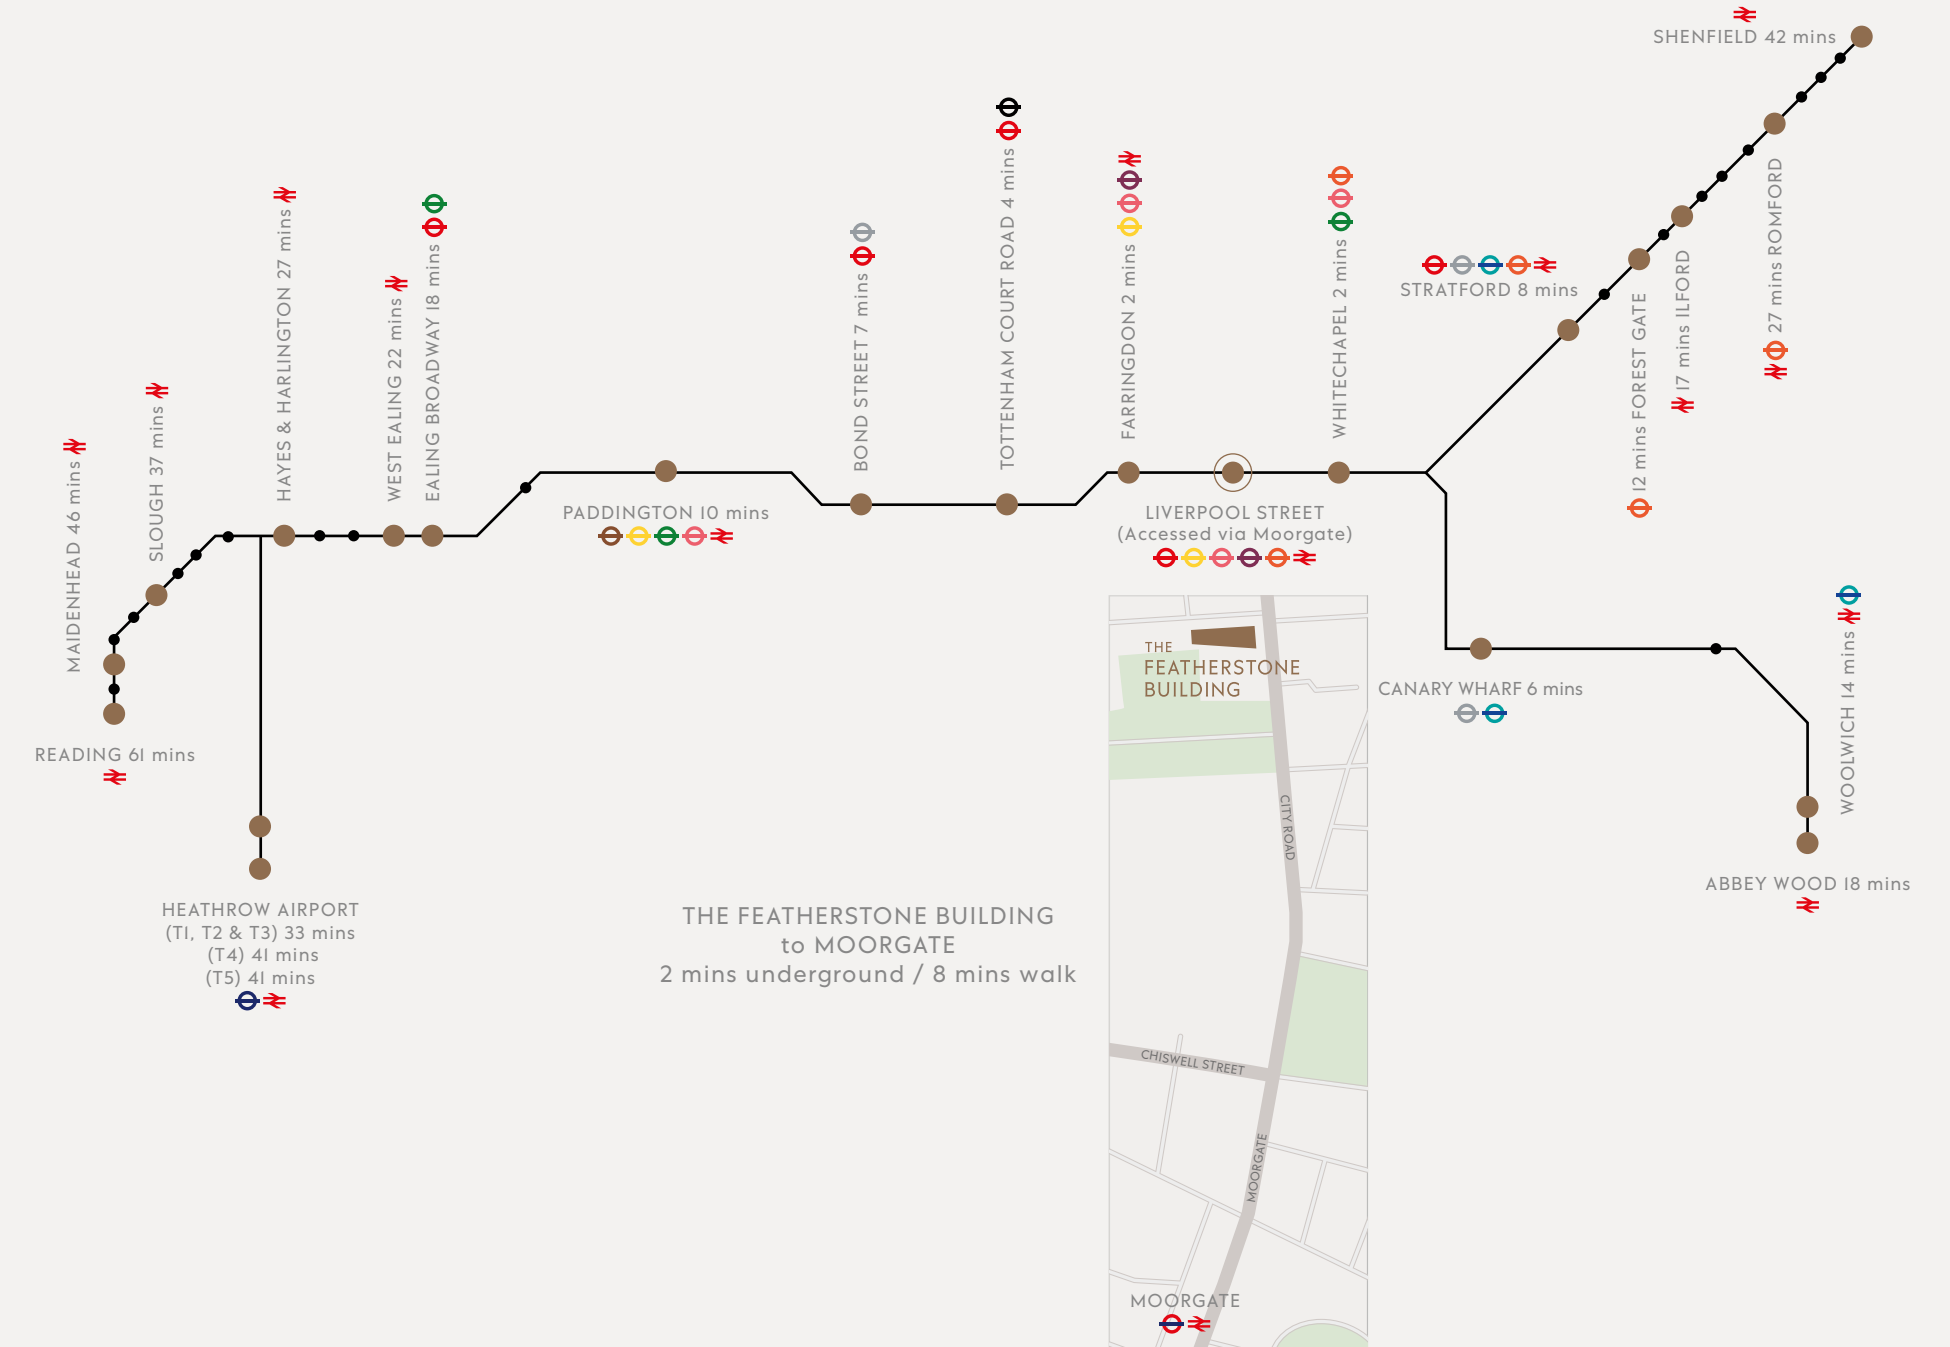 SHENFIELD 42 mins
MAIDENHEAD 46 mins
SLOUGH 37 mins
HAYES & HARLINGTON 27 mins
WEST EALING 22 mins
EALING BROADWAY 18 mins
BOND STREET 7 mins
TOTTENHAM COURT ROAD 4 mins
FARRINGDON 2 mins
WHITECHAPEL 2 mins
STRATFORD 8 mins
12 mins FOREST GATE
17 mins ILFORD
27 mins ROMFORD
PADDINGTON 10 mins
LIVERPOOL STREET
(Accessed via Moorgate)
READING 61 mins
HEATHROW AIRPORT
(T1, T2 & T3) 33 mins
(T4) 41 mins
(T5) 41 mins
CANARY WHARF 6 mins
WOOLWICH 14 mins
ABBEY WOOD 18 mins
THE FEATHERSTONE BUILDING
to MOORGATE
2 mins underground / 8 mins walk
THE
FEATHERSTONE
BUILDING
CITY ROAD
CHISWELL STREET
MOORGATE
MOORGATE